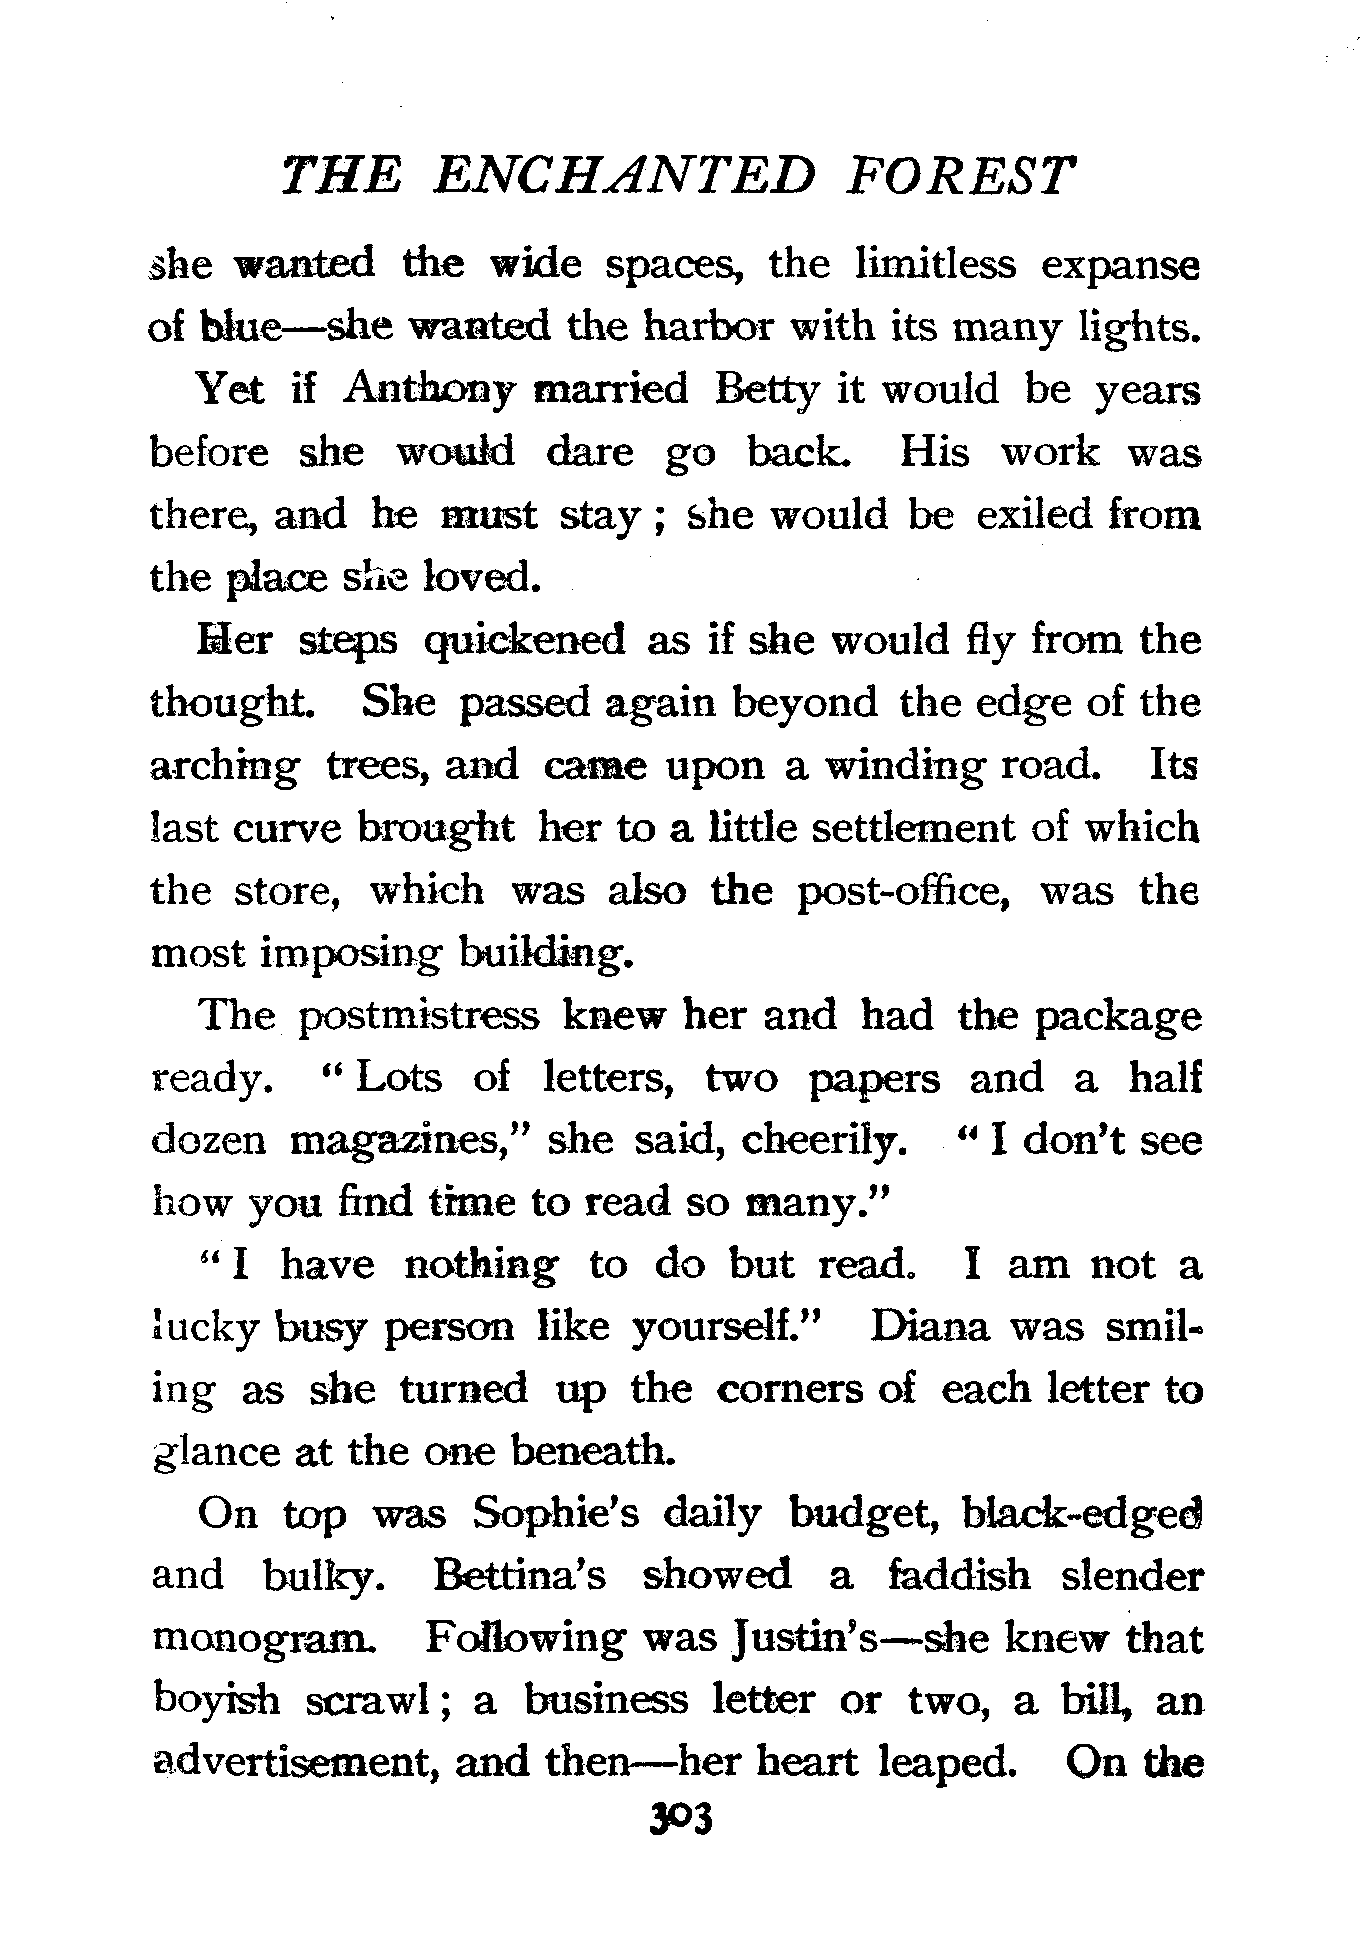 THE ENCHANTED FOREST
she wanted the wide spaces, the limitless expanse
of blue—she wanted the harbor with its many lights.
Yet if Anthony married Betty it would be years
before she would dare go back. His work was
there, and he must stay ; she would be exiled from
the place she loved.
Her steps quickened as if she would fly from the
thought. She passed again beyond the edge of the
arching trees, and came upon a winding road. Its
last curve brought her to a little settlement of which
the store, which was also the post-office, was the
most imposing building.
The postmistress knew her and had the package
ready. “ Lots of letters, two papers and a half
dozen magazines,” she said, cheerily. “ I don’t see
how you find time to read so many.”
“ I have nothing to do but read. I am not a
lucky busy person like yourself.” Diana was smil-
ing as she turned up the corners of each letter to
glance at the one beneath.
On top was Sophie’s daily budget, black-edged
and bulky. Bettina’s showed a faddish slender
monogram. Following was Justin’s—she knew that
boyish scrawl ; a business letter or two, a bill, an
advertisement, and then—her heart leaped. On the
303